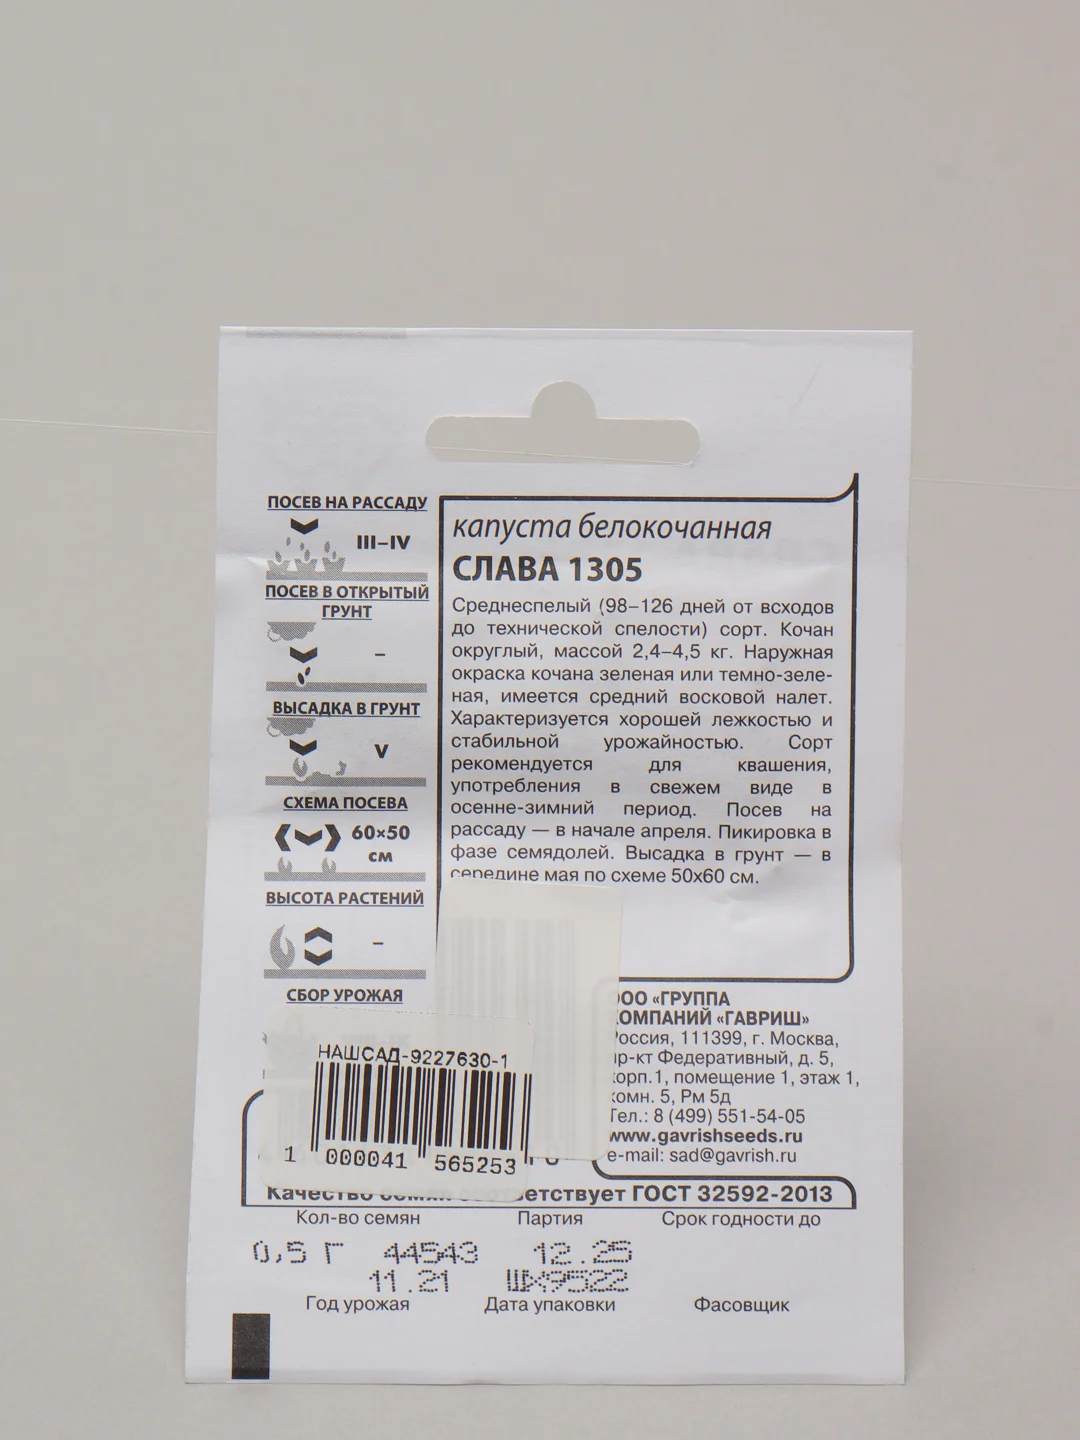 ПОСЕВ НА РАССАДУ
III–IV
ПОСЕВ В ОТКРЫТЫЙ
ГРУНТ
–
ВЫСАДКА В ГРУНТ
V
СХЕМА ПОСЕВА
60×50
см
ВЫСОТА РАСТЕНИЙ
–
СБОР УРОЖАЯ
капуста белокочанная
СЛАВА 1305
Среднеспелый (98–126 дней от всходов
до технической спелости) сорт. Кочан
округлый, массой 2,4–4,5 кг. Наружная
окраска кочана зеленая или темно-зеле-
ная, имеется средний восковой налет.
Характеризуется хорошей лежкостью и
стабильной урожайностью. Сорт
рекомендуется для квашения,
употребления в свежем виде в
осенне-зимний период. Посев на
рассаду — в начале апреля. Пикировка в
фазе семядолей. Высадка в грунт — в
середине мая по схеме 50х60 см.
ООО «ГРУППА
КОМПАНИЙ «ГАВРИШ»
Россия, 111399, г. Москва,
пр-кт Федеративный, д. 5,
корп.1, помещение 1, этаж 1,
комн. 5, Рм 5д
Тел.: 8 (499) 551-54-05
www.gavrishseeds.ru
e-mail: sad@gavrish.ru
НАШСАД-9227630-1
1 000041 565253
Качество семян соответствует ГОСТ 32592-2013
Кол-во семян Партия Срок годности до
0,5 Г 44543 12.25
11.21 ШХ9522
Год урожая Дата упаковки Фасовщик